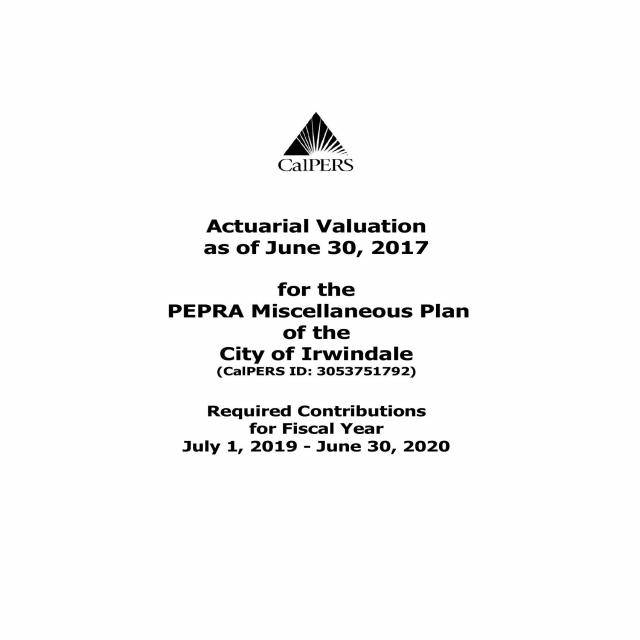 CalPERS
Actuarial Valuation
as of June 30, 2017
for the
PEPRA Miscellaneous Plan
of the
City of Irwindale
(CalPERS ID: 3053751792)
Required Contributions
for Fiscal Year
July 1, 2019 - June 30, 2020